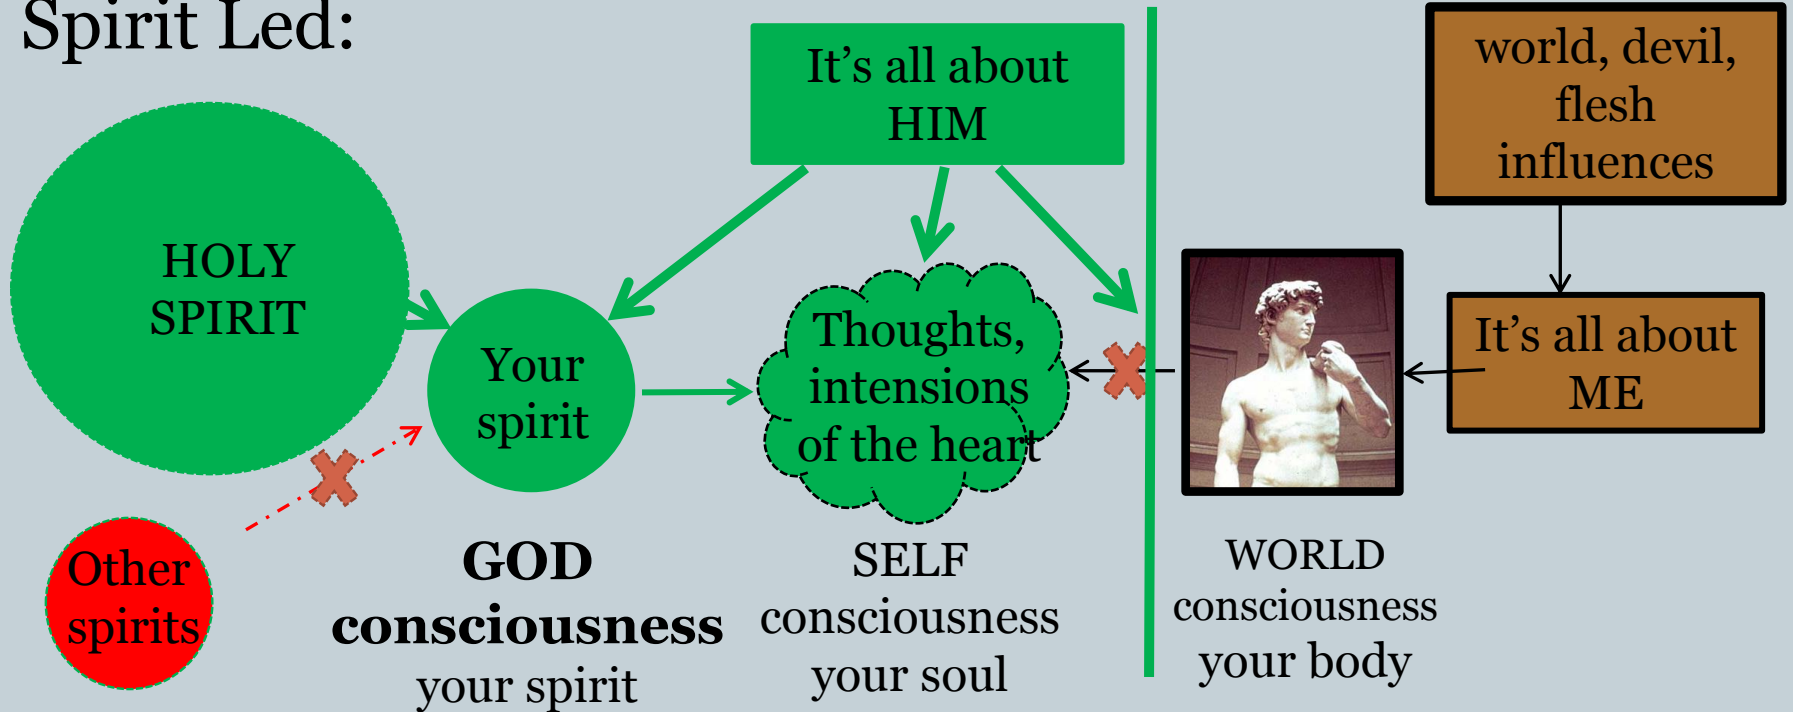 Spirit Led:
It's all about
HIM
world, devil,
flesh
influences
HOLY
SPIRIT
Your
spirit
Thoughts,
intensions
of the heart
It's all about
ME
Other
spirits
GOD
consciousness
your spirit
SELF
consciousness
your soul
WORLD
consciousness
your body